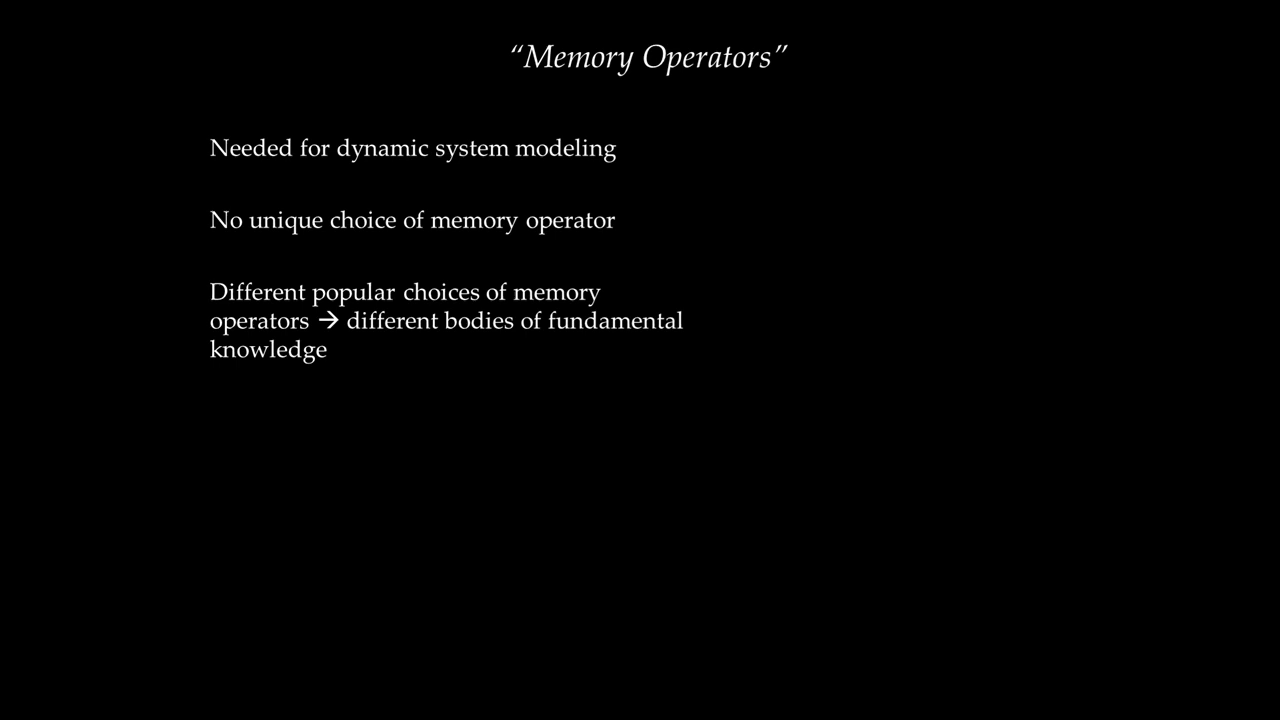 “Memory Operators”
Needed for dynamic system modeling
No unique choice of memory operator
Different popular choices of memory
operators → different bodies of fundamental
knowledge